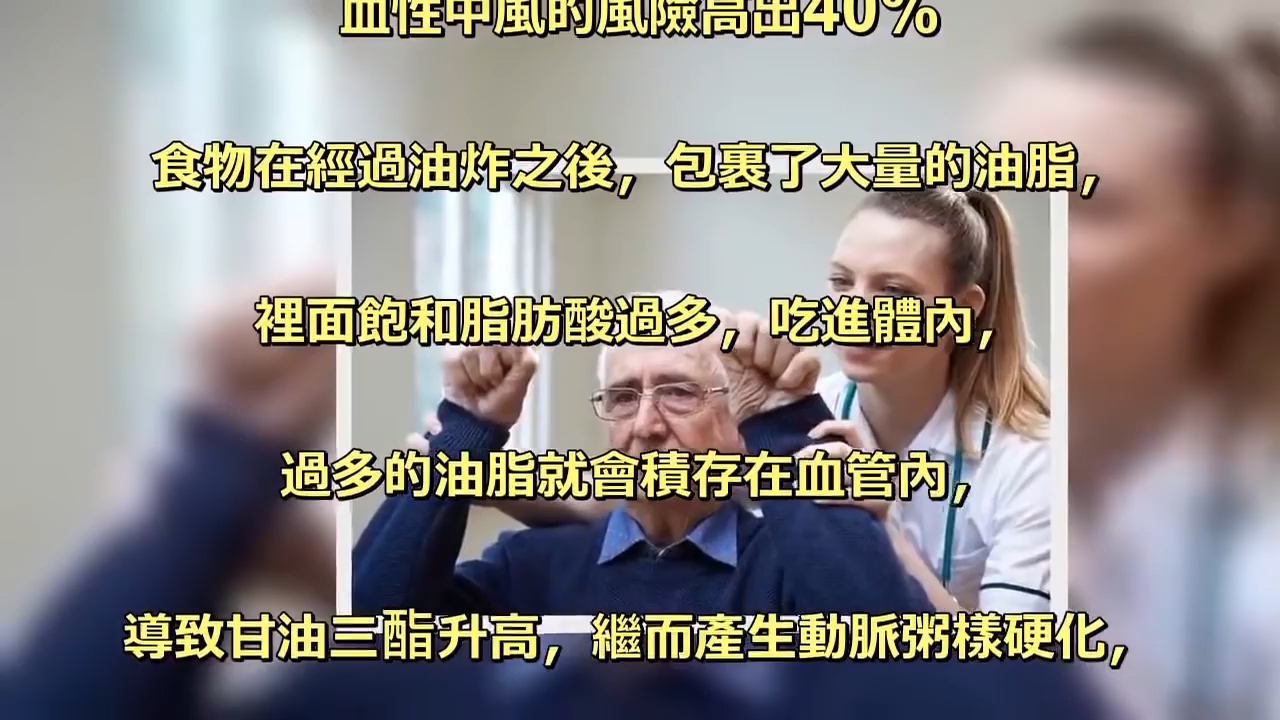 血性中風的風險高出40%
食物在經過油炸之後，包裹了大量的油脂，
裡面飽和脂肪酸過多，吃進體內，
過多的油脂就會積存在血管內，
導致甘油三酯升高，繼而產生動脈粥樣硬化，